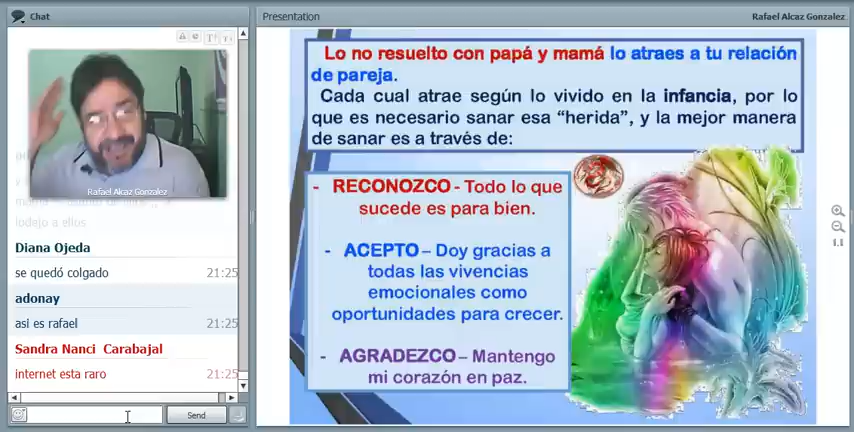 Chat
Rafael Alcaz Gonzalez
lodejo a ellos
Diana Ojeda
se quedó colgado 21:25
adonay
asi es rafael 21:25
Sandra Nanci Carabajal
internet esta raro 21:25
Send
Presentation
Rafael Alcaz Gonzalez
Lo no resuelto con papá y mamá lo atraes a tu relación
de pareja.
Cada cual atrae según lo vivido en la infancia, por lo
que es necesario sanar esa “herida”, y la mejor manera
de sanar es a través de:
- RECONOZCO - Todo lo que
sucede es para bien.
- ACEPTO – Doy gracias a
todas las vivencias
emocionales como
oportunidades para crecer.
- AGRADEZCO – Mantengo
mi corazón en paz.
1:1